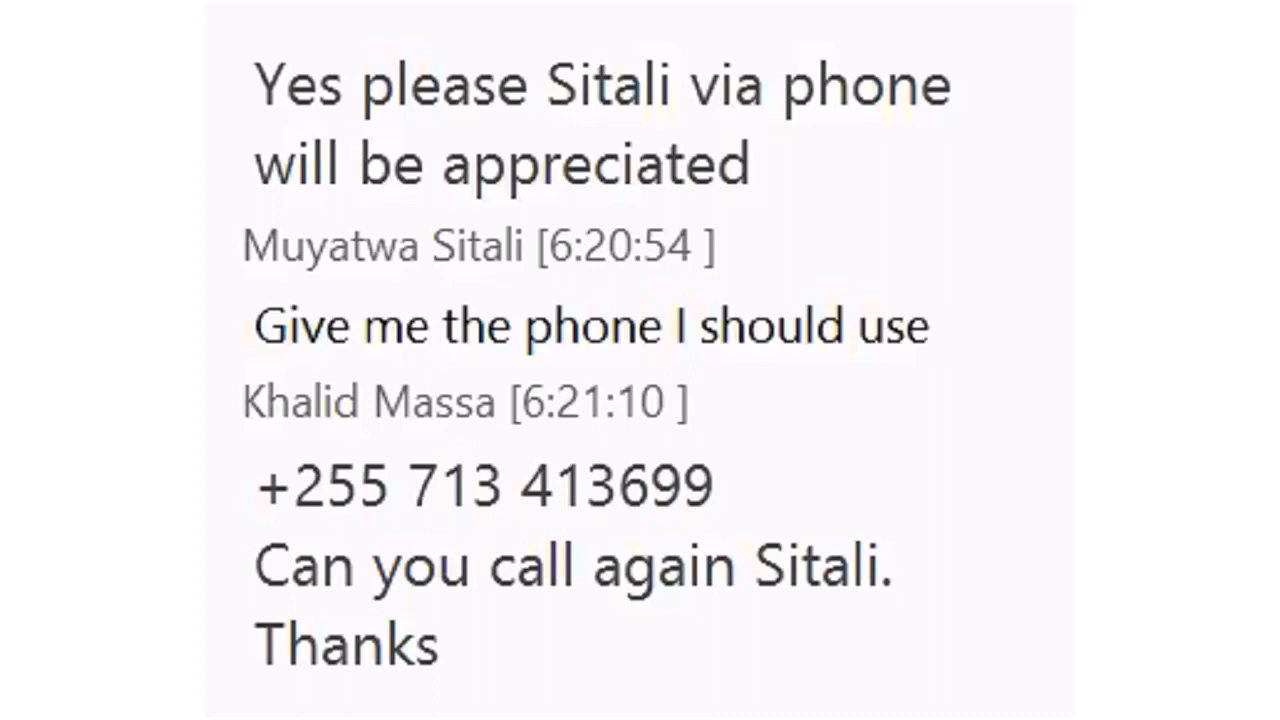 Yes please Sitali via phone
will be appreciated
Muyatwa Sitali [6:20:54 ]
Give me the phone I should use
Khalid Massa [6:21:10 ]
+255 713 413699
Can you call again Sitali.
Thanks